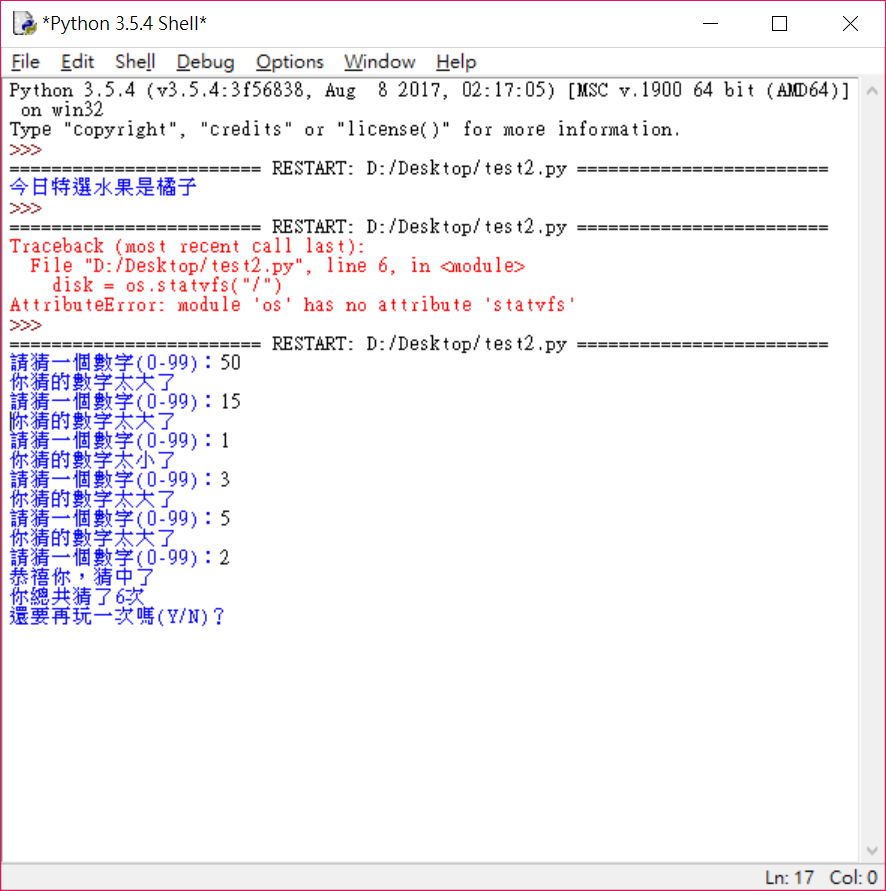 *Python 3.5.4 Shell*
File Edit Shell Debug Options Window Help
Python 3.5.4 (v3.5.4:3f56838, Aug  8 2017, 02:17:05) [MSC v.1900 64 bit (AMD64)]
 on win32
Type "copyright", "credits" or "license()" for more information.
>>>
======================== RESTART: D:/Desktop/test2.py ========================
今日特選水果是橘子
>>>
======================== RESTART: D:/Desktop/test2.py ========================
Traceback (most recent call last):
  File "D:/Desktop/test2.py", line 6, in <module>
    disk = os.statvfs("/")
AttributeError: module 'os' has no attribute 'statvfs'
>>>
======================== RESTART: D:/Desktop/test2.py ========================
請猜一個數字(0-99)：50
你猜的數字太大了
請猜一個數字(0-99)：15
你猜的數字太大了
請猜一個數字(0-99)：1
你猜的數字太小了
請猜一個數字(0-99)：3
你猜的數字太大了
請猜一個數字(0-99)：5
你猜的數字太大了
請猜一個數字(0-99)：2
恭禧你，猜中了
你總共猜了6次
還要再玩一次嗎(Y/N)？
Ln: 17 Col: 0